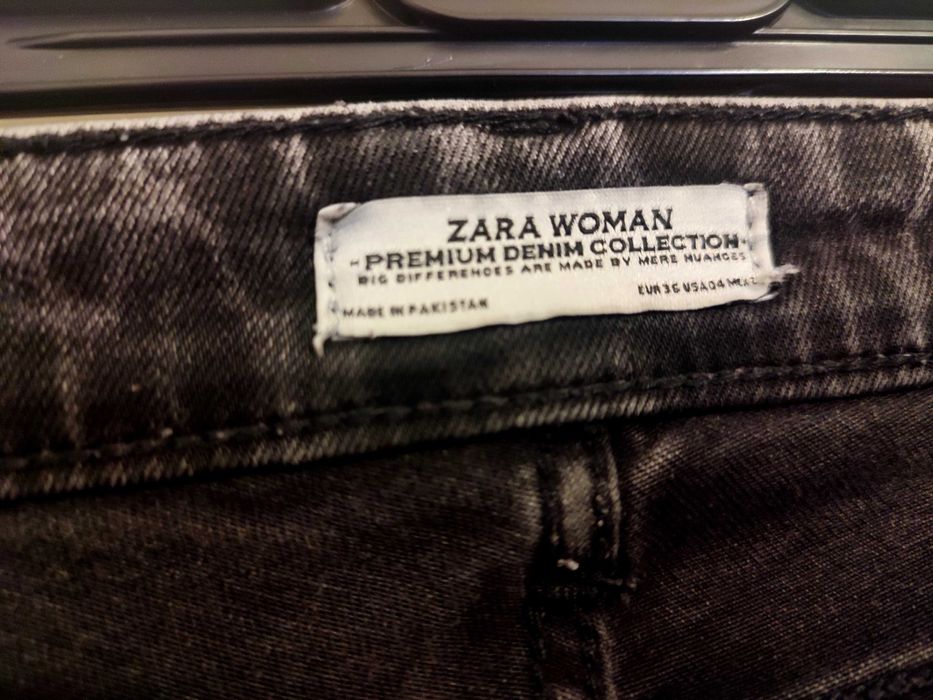 ZARA WOMAN
-PREMIUM DENIM COLLECTION-
BIG DIFFERENCES ARE MADE BY MERE NUANCES
MADE IN PAKISTAN
EUR 36 USA 04